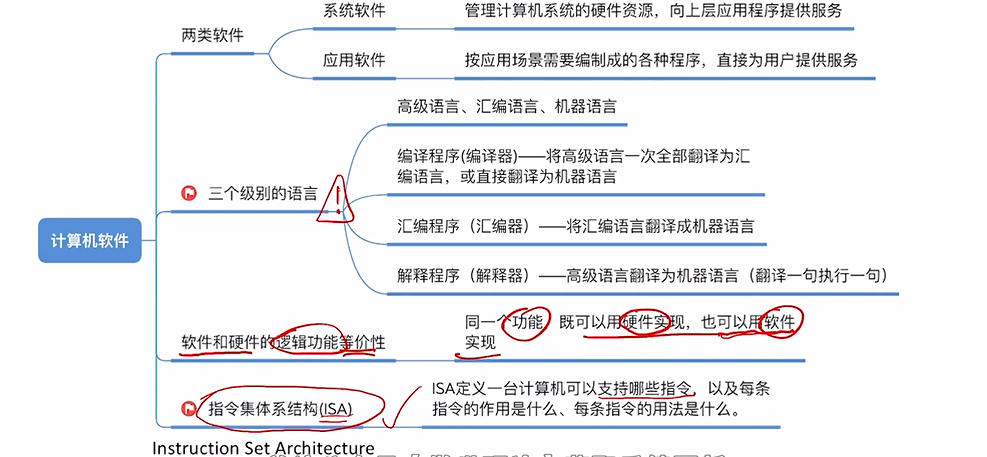 系统软件
管理计算机系统的硬件资源，向上层应用程序提供服务
两类软件
应用软件
按应用场景需要编制成的各种程序，直接为用户提供服务
高级语言、汇编语言、机器语言
编译程序(编译器)——将高级语言一次全部翻译为汇
编语言，或直接翻译为机器语言
三个级别的语言
汇编程序（汇编器）——将汇编语言翻译成机器语言
计算机软件
解释程序（解释器）——高级语言翻译为机器语言（翻译一句执行一句）
同一个功能 既可以用硬件实现，也可以用软件
实现
软件和硬件的逻辑功能等价性
ISA定义一台计算机可以支持哪些指令，以及每条
指令的作用是什么、每条指令的用法是什么。
指令集体系结构(ISA)
Instruction Set Architecture